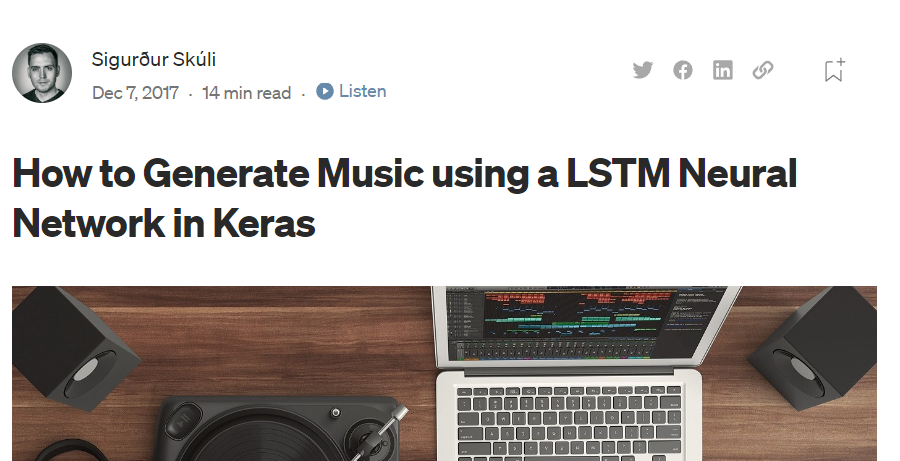 Sigurður Skúli
Dec 7, 2017 · 14 min read · Listen
How to Generate Music using a LSTM Neural
Network in Keras